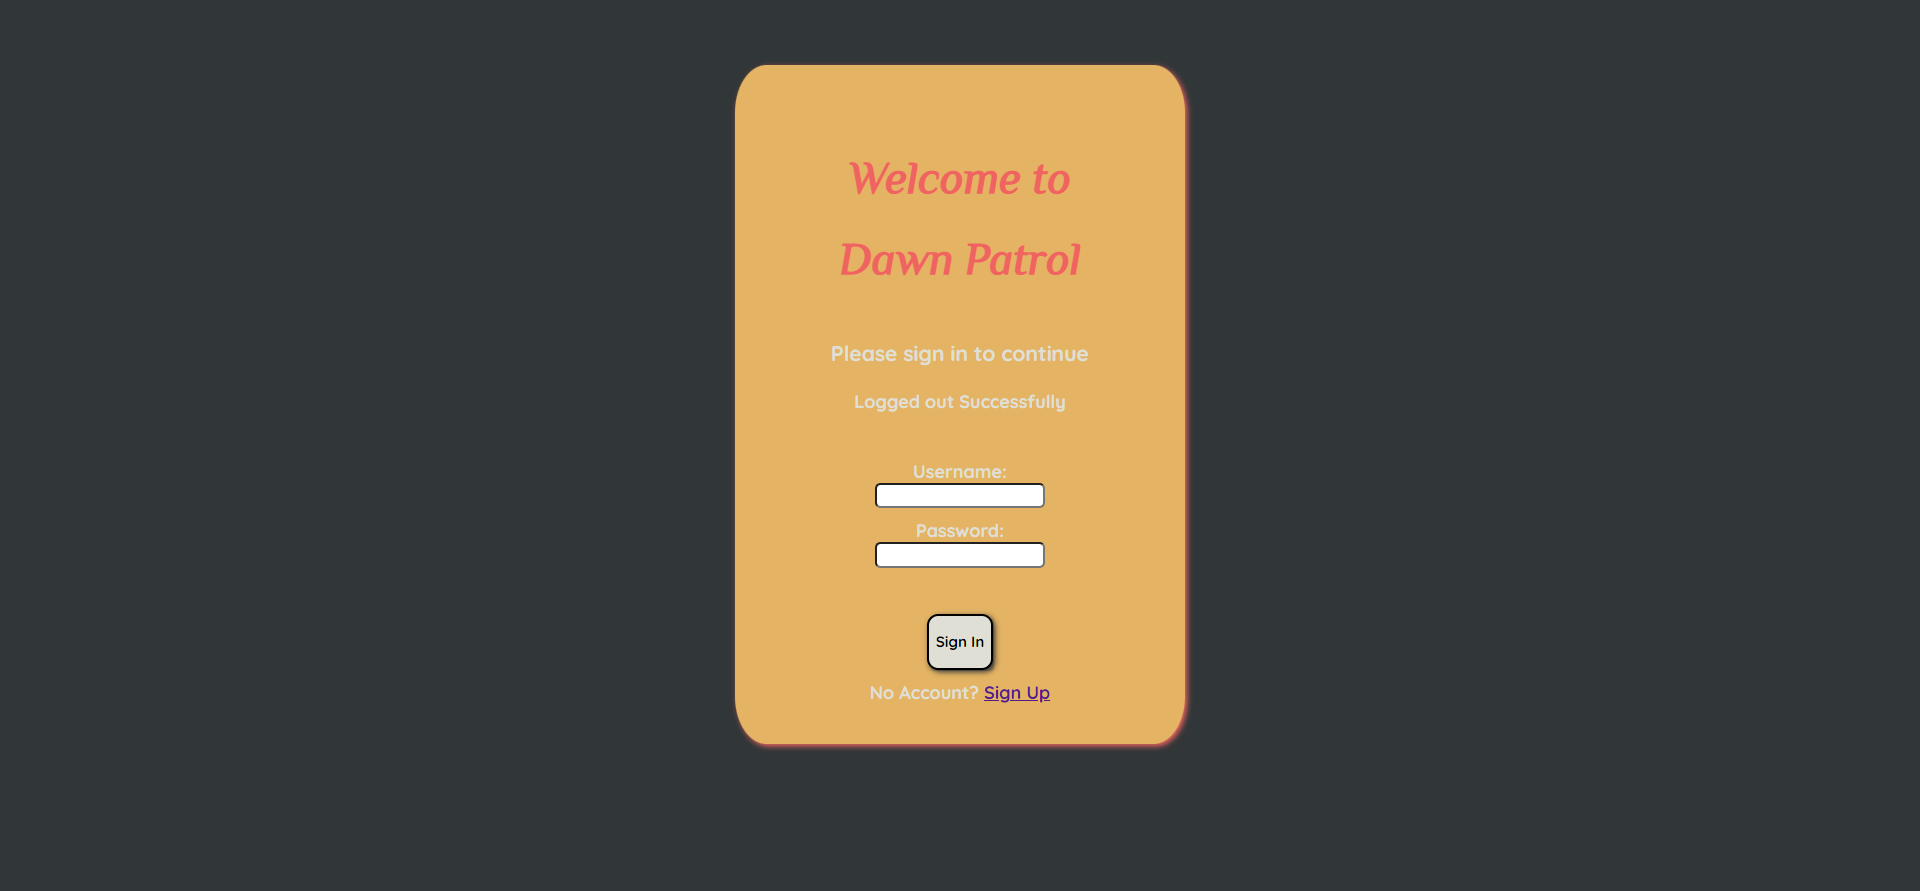 Welcome to
Dawn Patrol
Please sign in to continue
Logged out Successfully
Username:
Password:
Sign In
No Account? Sign Up